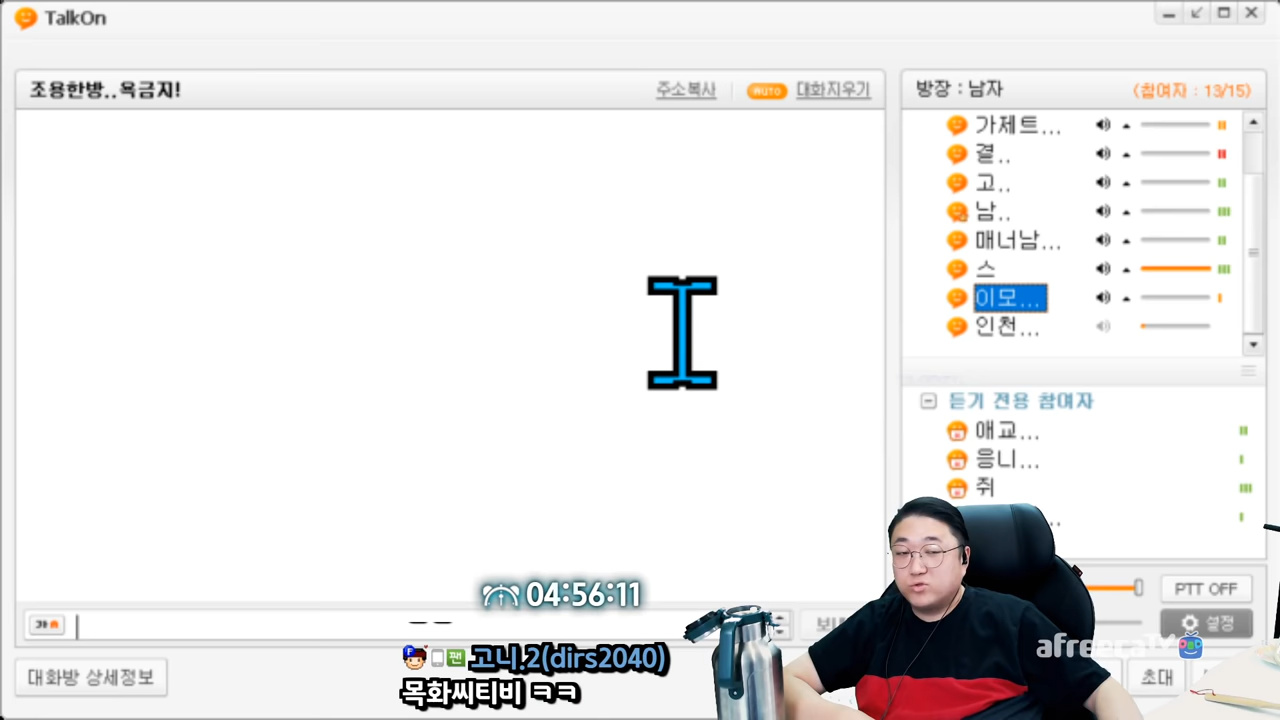 TalkOn
조용한방..욕금지!
주소복사
AUTO
대화지우기
방장 : 남자
(참여자 : 13/15)
가제트...
결..
고..
남..
매너남...
스
이모...
인천...
듣기 전용 참여자
애교...
응니...
쥐
04:56:11
PTT OFF
가
설정
afreecaTV
F
팬
고니.2(dirs2040)
목화씨티비 ㅋㅋ
대화방 상세정보
초대